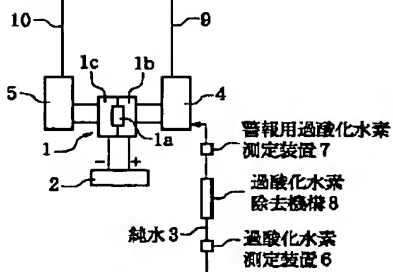 10
9
1c
1b
5
4
1a
1
- +
2
警報用過酸化水素
測定装置7
過酸化水素
除去機構8
純水3
過酸化水素
測定装置6